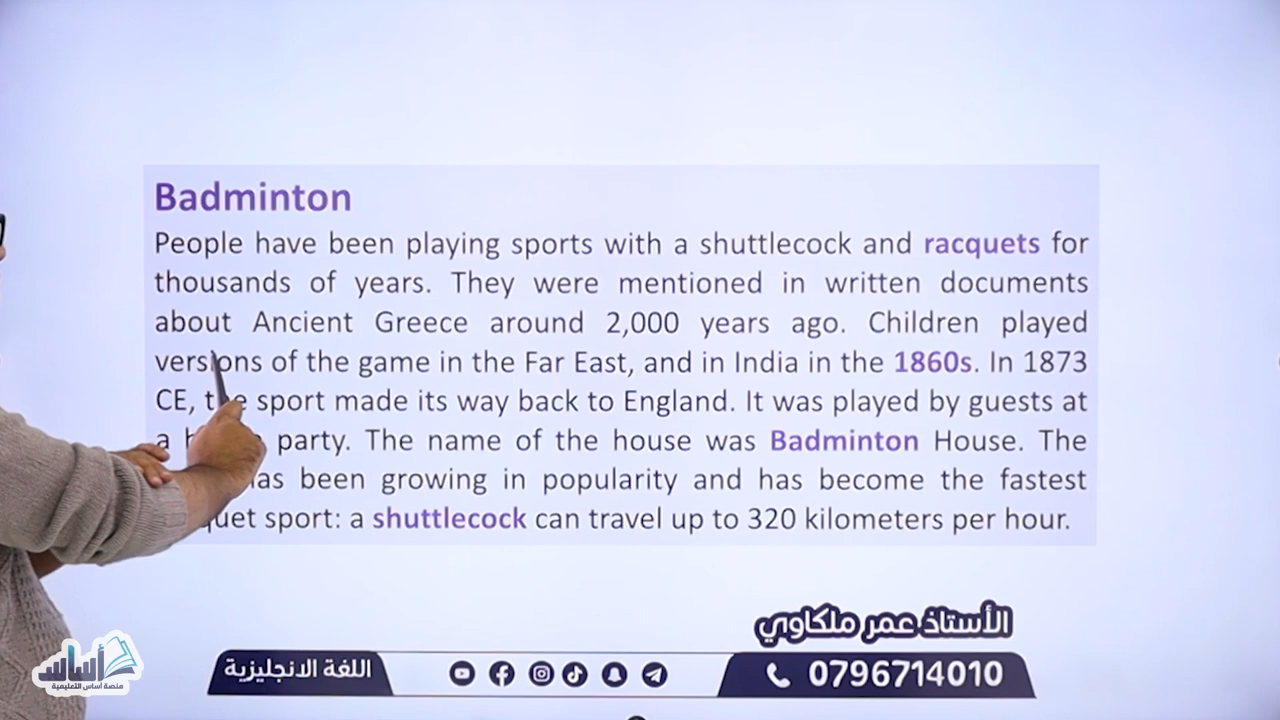 Badminton
People have been playing sports with a shuttlecock and racquets for
thousands of years. They were mentioned in written documents
about Ancient Greece around 2,000 years ago. Children played
versions of the game in the Far East, and in India in the 1860s. In 1873
CE, the sport made its way back to England. It was played by guests at
a party. The name of the house was Badminton House. The
has been growing in popularity and has become the fastest
sport: a shuttlecock can travel up to 320 kilometers per hour.
الأستاذ عمر ملكاوي
اللغة الانجليزية
0796714010
أساس
منصة أساس التعليمية